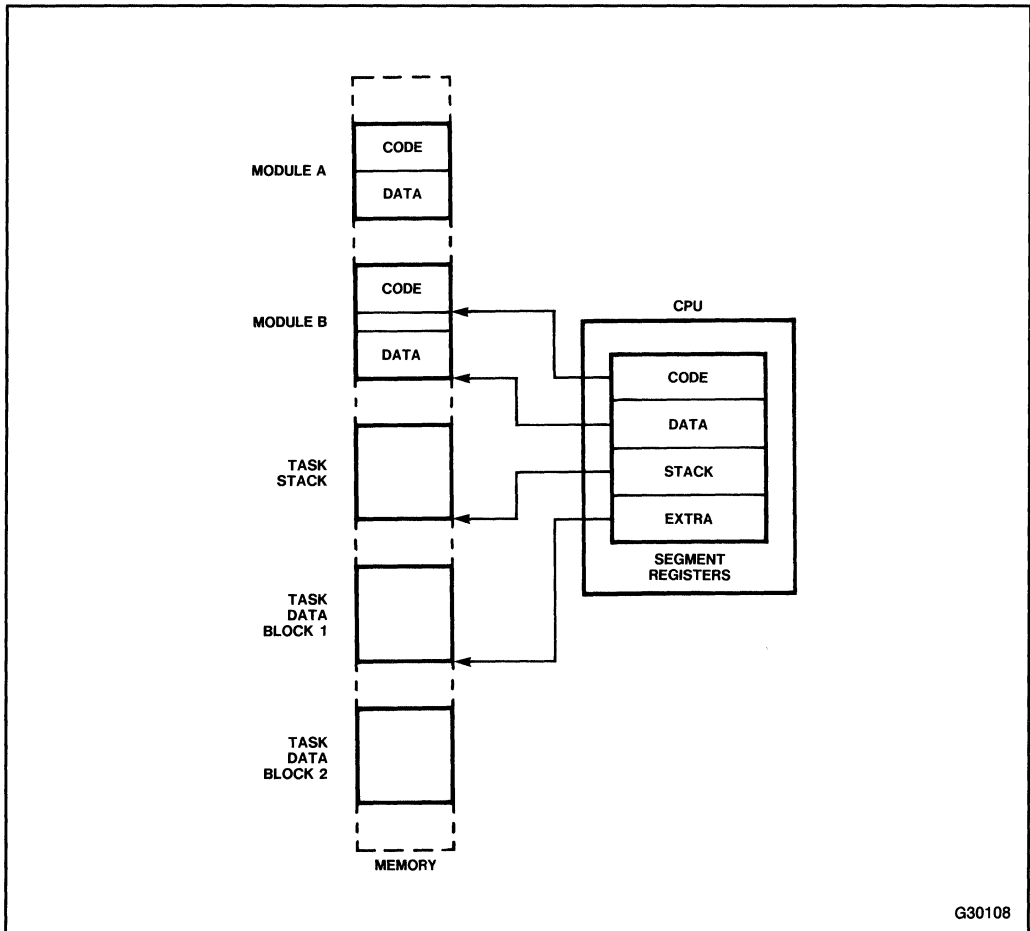 MODULE A
CODE
DATA
MODULE B
CODE
DATA
TASK
STACK
TASK
DATA
BLOCK 1
TASK
DATA
BLOCK 2
MEMORY
CPU
CODE
DATA
STACK
EXTRA
SEGMENT
REGISTERS
G30108